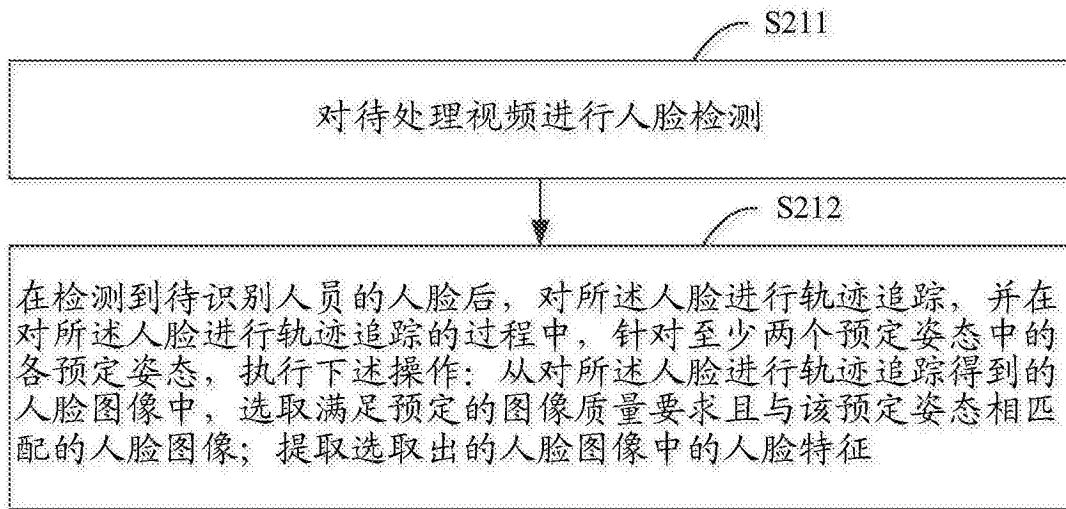 S211
对待处理视频进行人脸检测
S212
在检测到待识别人员的人脸后，对所述人脸进行轨迹追踪，并在
对所述人脸进行轨迹追踪的过程中，针对至少两个预定姿态中的
各预定姿态，执行下述操作：从对所述人脸进行轨迹追踪得到的
人脸图像中，选取满足预定的图像质量要求且与该预定姿态相匹
配的人脸图像；提取选取出的人脸图像中的人脸特征